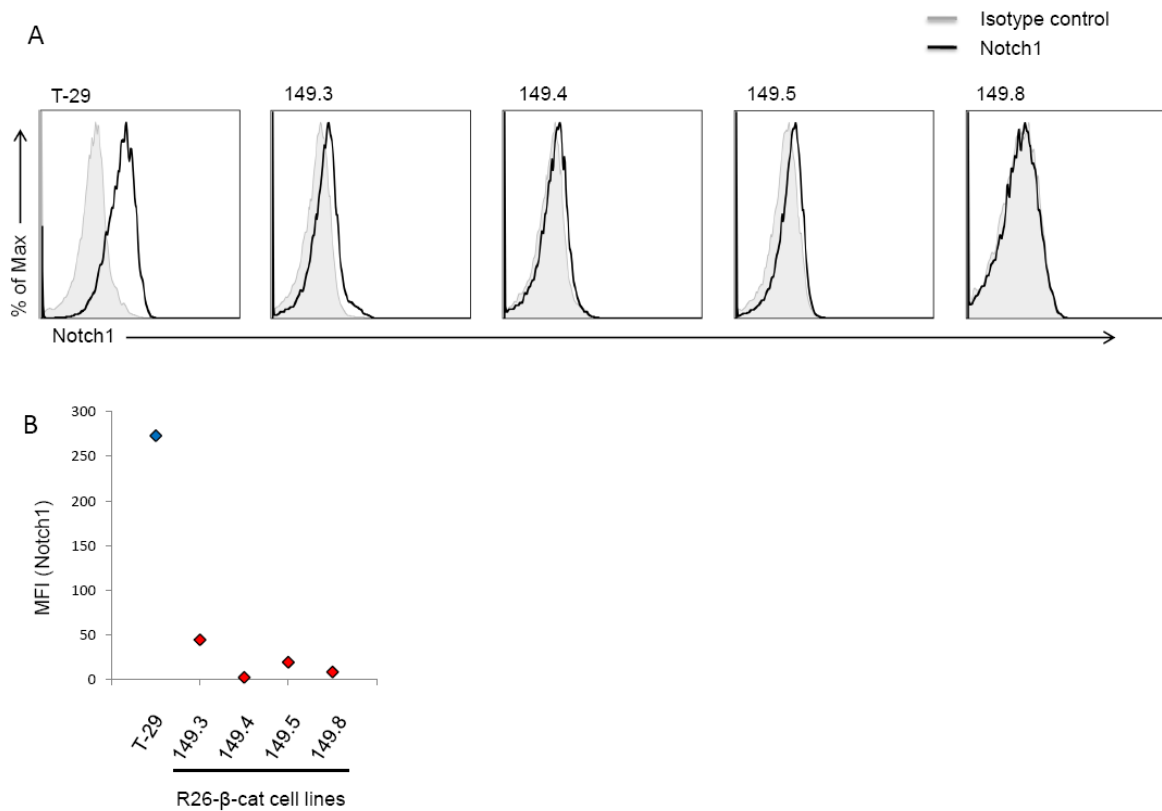 Isotype control
Notch1
A
T-29
149.3
149.4
149.5
149.8
% of Max
Notch1
B
300
250
200
150
100
50
0
MFI (Notch1)
T-29
149.3
149.4
149.5
149.8
R26-β-cat cell lines